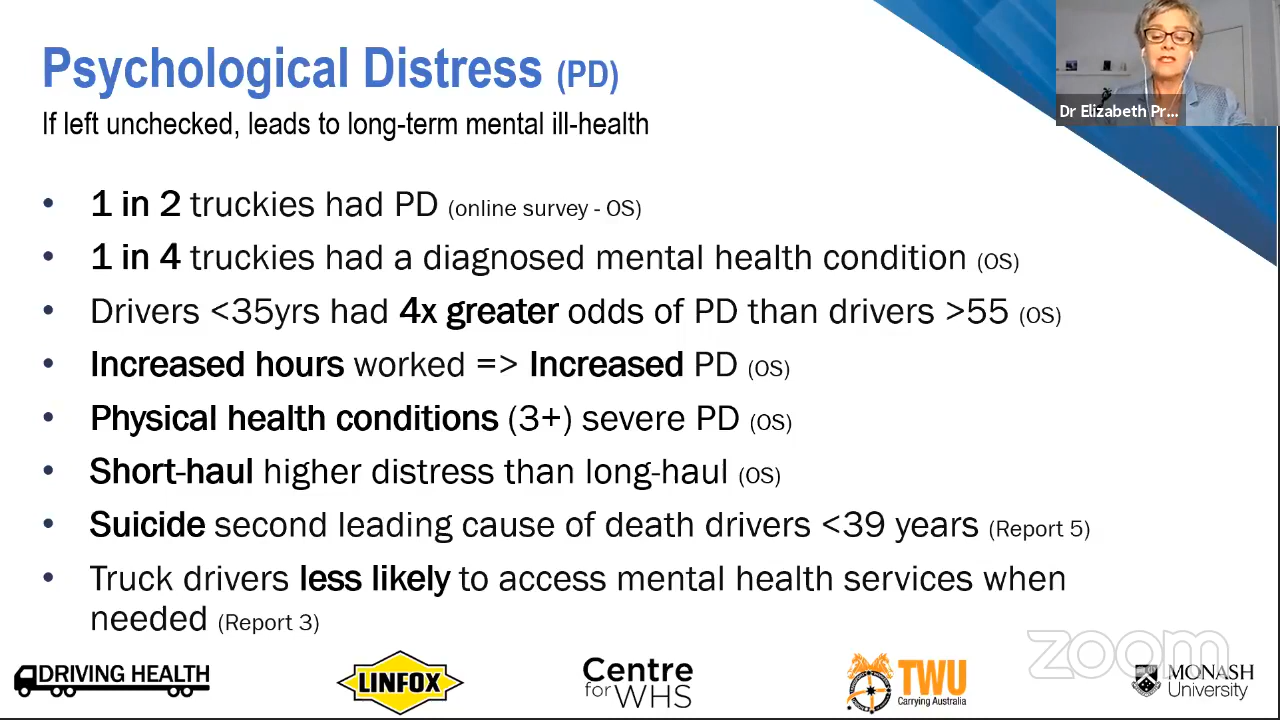 Psychological Distress (PD)
If left unchecked, leads to long-term mental ill-health
Dr Elizabeth Pr...
• 1 in 2 truckies had PD (online survey - OS)
• 1 in 4 truckies had a diagnosed mental health condition (OS)
• Drivers <35yrs had 4x greater odds of PD than drivers >55 (OS)
• Increased hours worked => Increased PD (OS)
• Physical health conditions (3+) severe PD (OS)
• Short-haul higher distress than long-haul (OS)
• Suicide second leading cause of death drivers <39 years (Report 5)
• Truck drivers less likely to access mental health services when
needed (Report 3)
zoom
DRIVING HEALTH
LINFOX
Centre
for WHS
TWU
Carrying Australia
MONASH
University